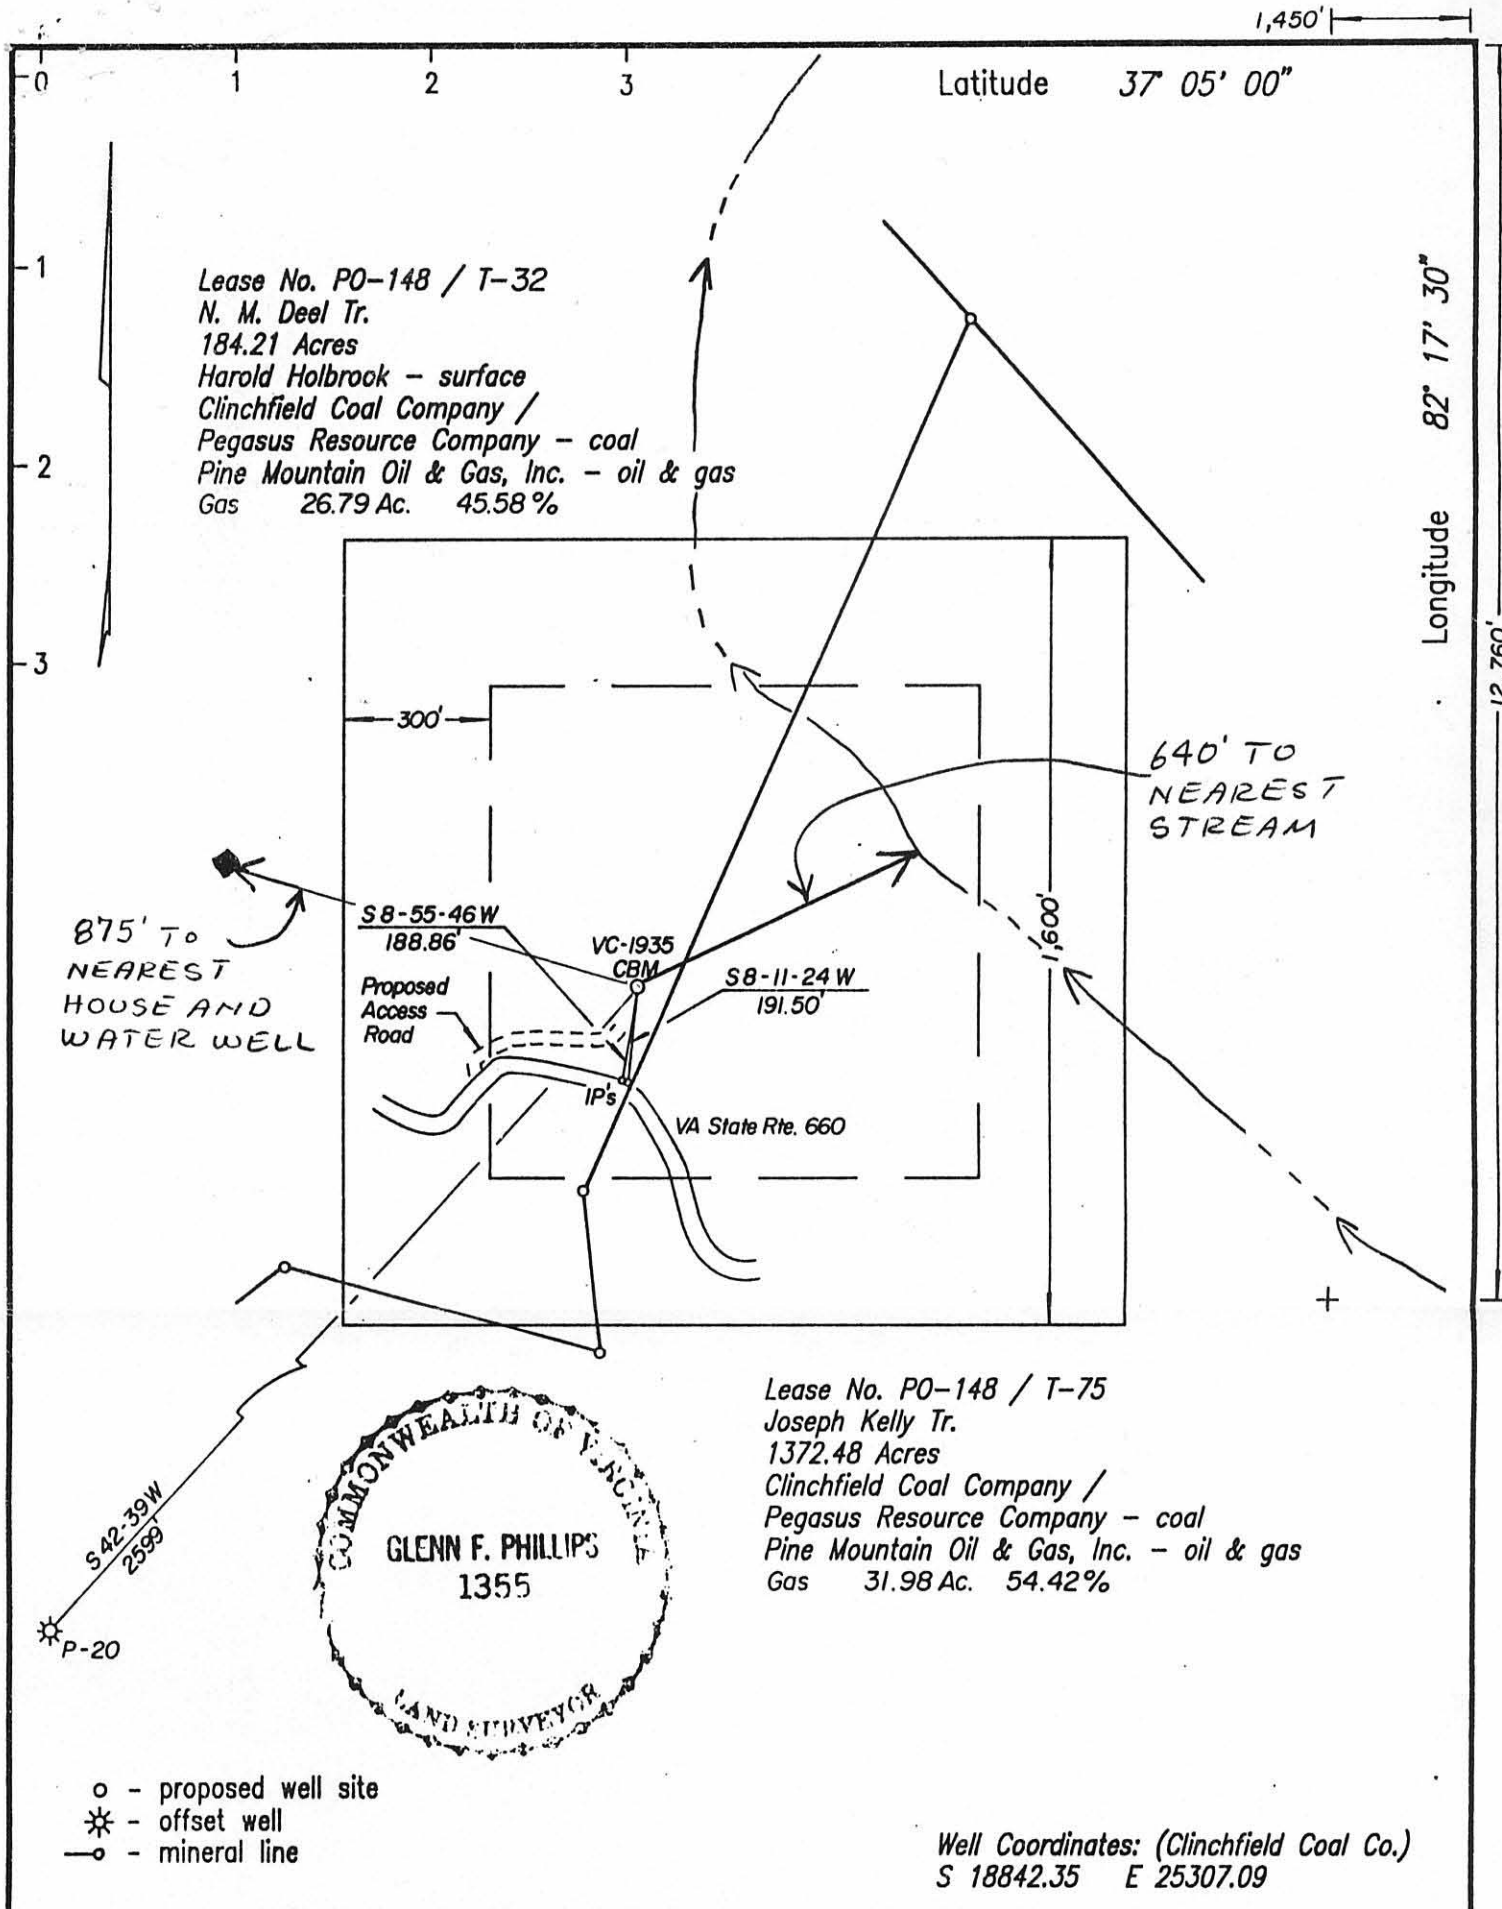 1,450'
0 1 2 3
Latitude 37° 05' 00"
1
2
3
Lease No. PO-148 / T-32
N. M. Deel Tr.
184.21 Acres
Harold Holbrook - surface
Clinchfield Coal Company /
Pegasus Resource Company - coal
Pine Mountain Oil & Gas, Inc. - oil & gas
Gas 26.79 Ac. 45.58%
Longitude 82° 17' 30"
12,760'
300'
640' TO
NEAREST
STREAM
1,600'
875' TO
NEAREST
HOUSE AND
WATER WELL
S 8-55-46 W
188.86'
VC-1935
CBM
S 8-11-24 W
191.50'
Proposed
Access
Road
IP's
VA State Rte. 660
S 42-39 W
2599'
P-20
COMMONWEALTH OF VIRGINIA
GLENN F. PHILLIPS
1355
LAND SURVEYOR
Lease No. PO-148 / T-75
Joseph Kelly Tr.
1372.48 Acres
Clinchfield Coal Company /
Pegasus Resource Company - coal
Pine Mountain Oil & Gas, Inc. - oil & gas
Gas 31.98 Ac. 54.42%
- proposed well site
- offset well
- mineral line
Well Coordinates: (Clinchfield Coal Co.)
S 18842.35 E 25307.09